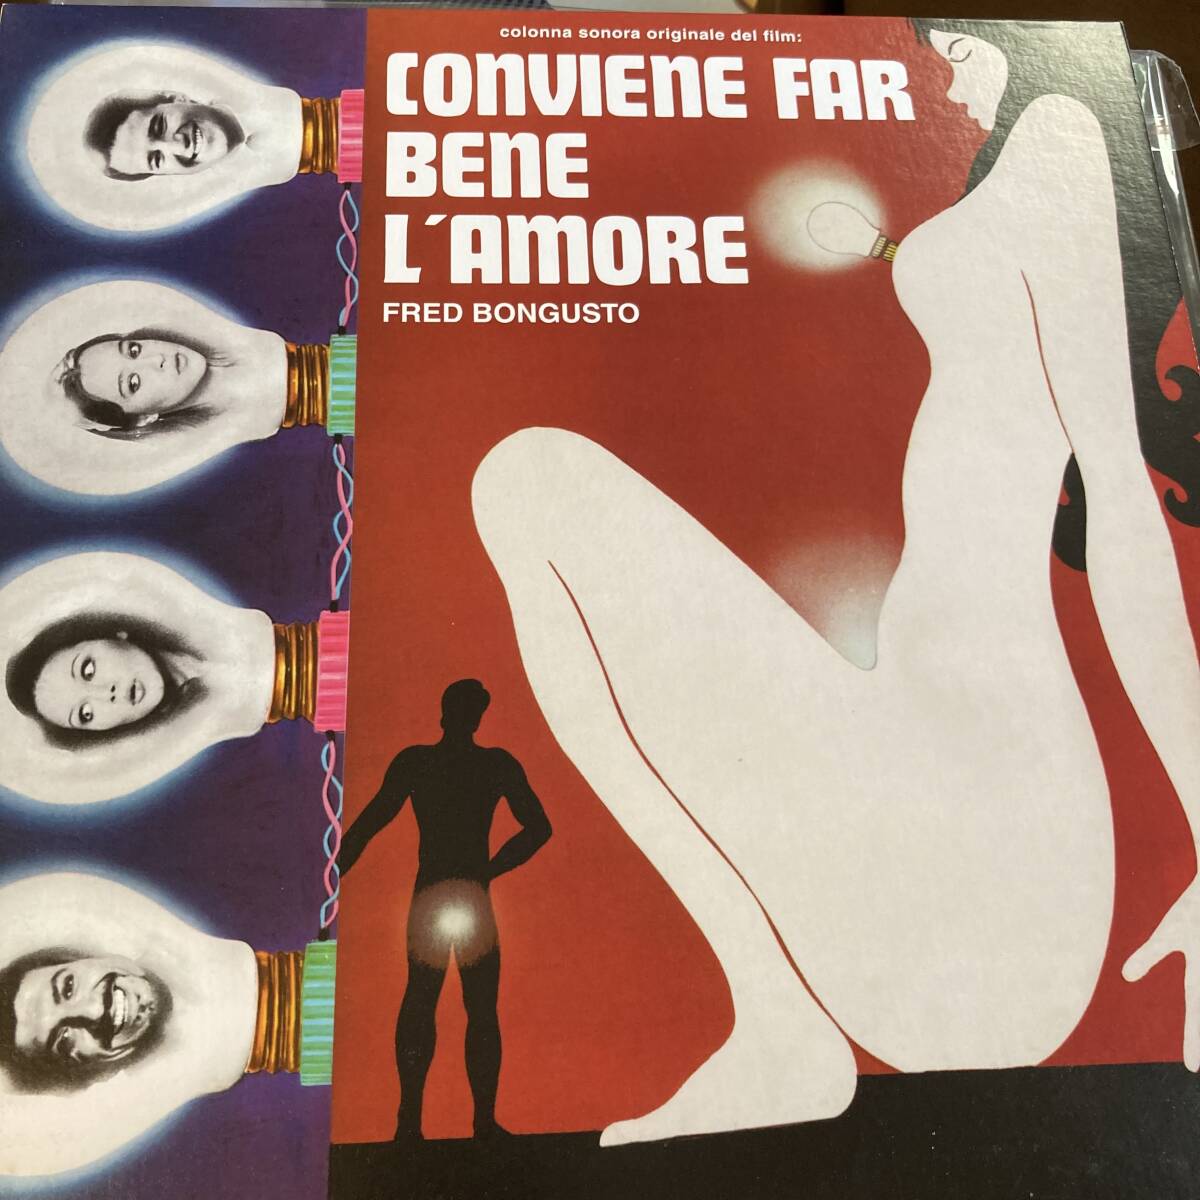 colonna sonora originale del film:
CONVIENE FAR
BENE
L´AMORE
FRED BONGUSTO